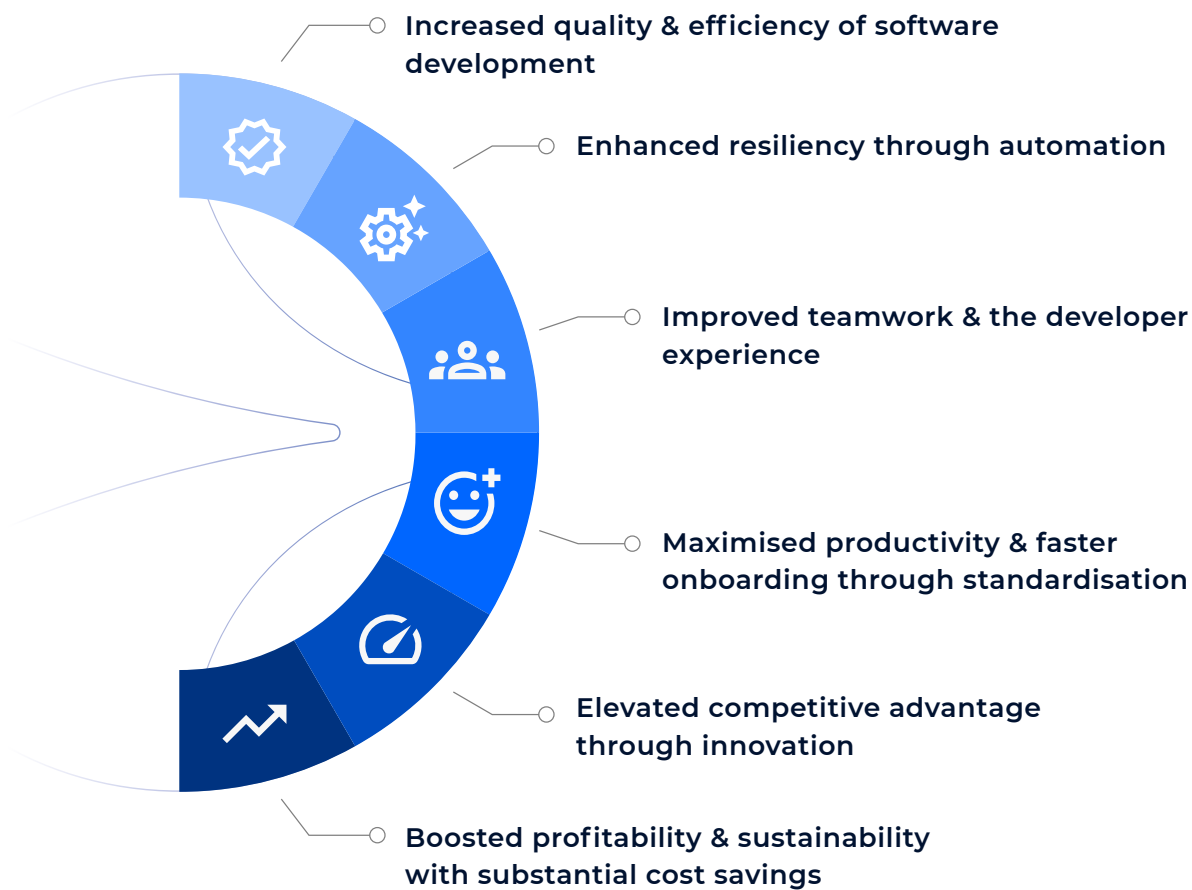 Increased quality & efficiency of software
development
Enhanced resiliency through automation
Improved teamwork & the developer
experience
Maximised productivity & faster
onboarding through standardisation
Elevated competitive advantage
through innovation
Boosted profitability & sustainability
with substantial cost savings